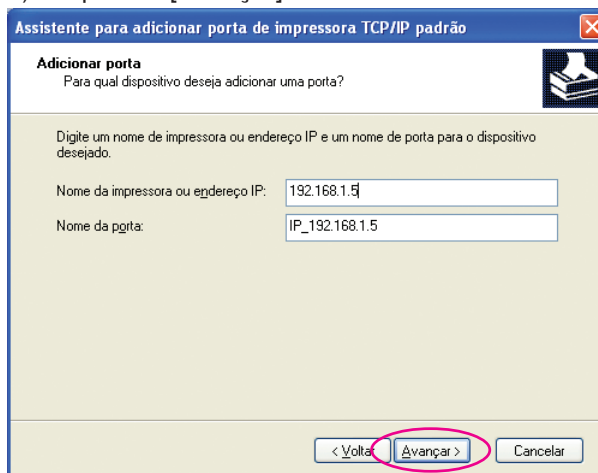 Assistente para adicionar porta de impressora TCP/IP padrão
Adicionar porta
Para qual dispositivo deseja adicionar uma porta?
Digite um nome de impressora ou endereço IP e um nome de porta para o dispositivo
desejado.
Nome da impressora ou endereço IP: 192.168.1.5
Nome da porta: IP_192.168.1.5
< Voltar Avançar > Cancelar